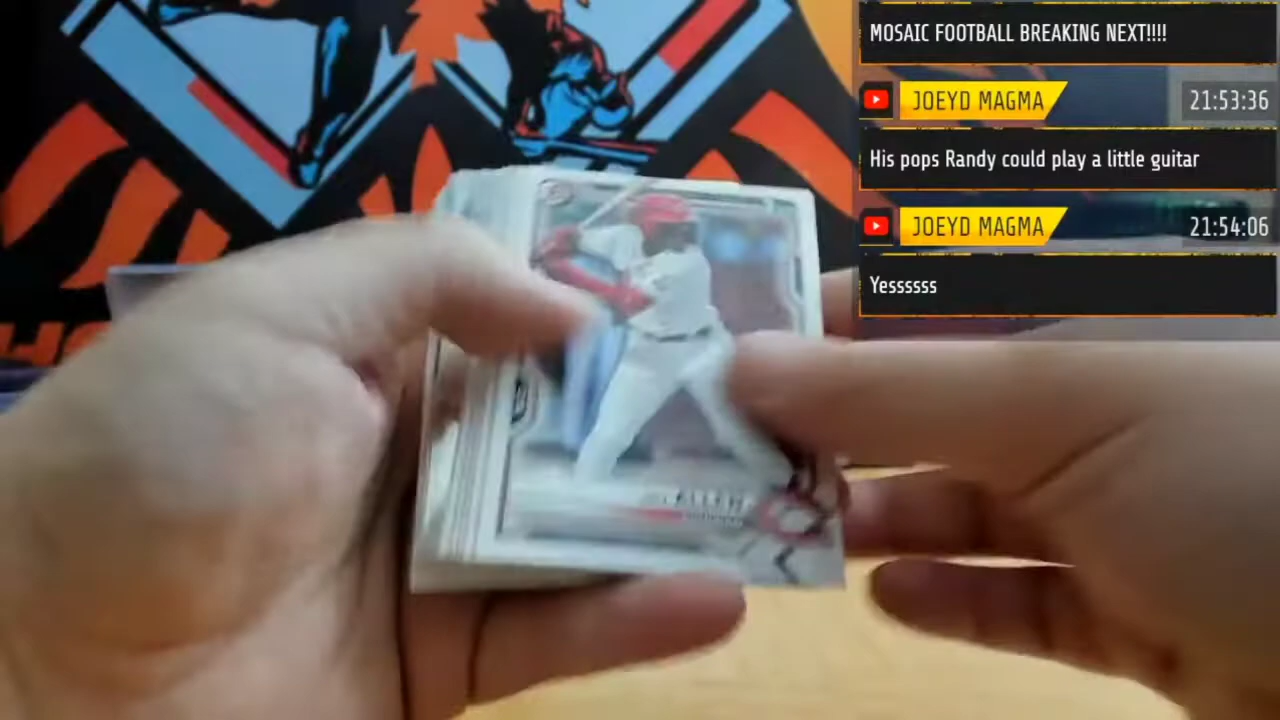 MOSAIC FOOTBALL BREAKING NEXT!!!!
JOEYD MAGMA
21:53:36
His pops Randy could play a little guitar
JOEYD MAGMA
21:54:06
Yessssss